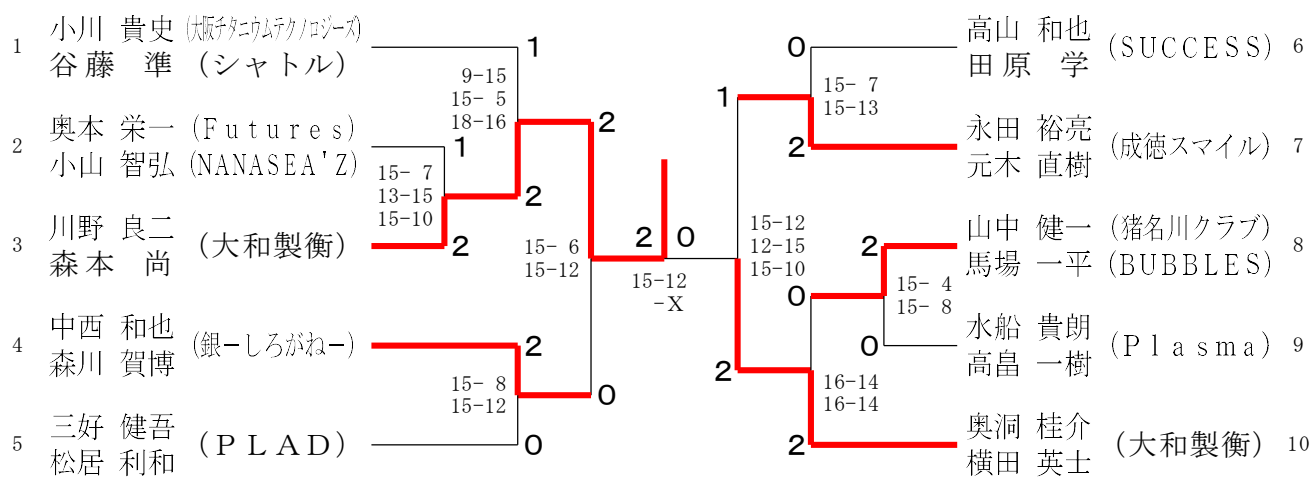 1 小川 貴史 (大阪チタニウムテクノロジーズ)
谷藤 準 (シャトル)
1
9-15
15- 5
18-16
2 奥本 栄一 (Futures)
小山 智弘 (NANASEA'Z)
1
15- 7
13-15
15-10
2
2
3 川野 良二 (大和製衡)
森本 尚
2
15- 6
15-12
4 中西 和也 (銀ーしろがねー)
森川 賀博
2
15- 8
15-12
0
5 三好 健吾 (PLAD)
松居 利和
0
2 0
15-12
-X
高山 和也 (SUCCESS) 6
田原 学
0
15- 7
15-13
1
永田 裕亮 (成徳スマイル) 7
元木 直樹
2
15-12
12-15
15-10
山中 健一 (猪名川クラブ) 8
馬場 一平 (BUBBLES)
2
15- 4
15- 8
0
水船 貴朗 (Plasma) 9
高畠 一樹
0
2
16-14
16-14
奥洞 桂介 (大和製衡) 10
横田 英士
2